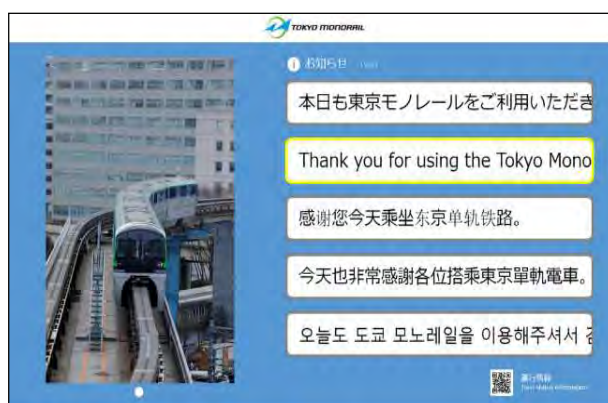 TOKYO MONORAIL
お知らせ
本日も東京モノレールをご利用いただき
Thank you for using the Tokyo Mono
感谢您今天乘坐东京单轨铁路。
今天也非常感謝各位搭乘東京單軌電車。
오늘도 도쿄 모노레일을 이용해주셔서
運行情報